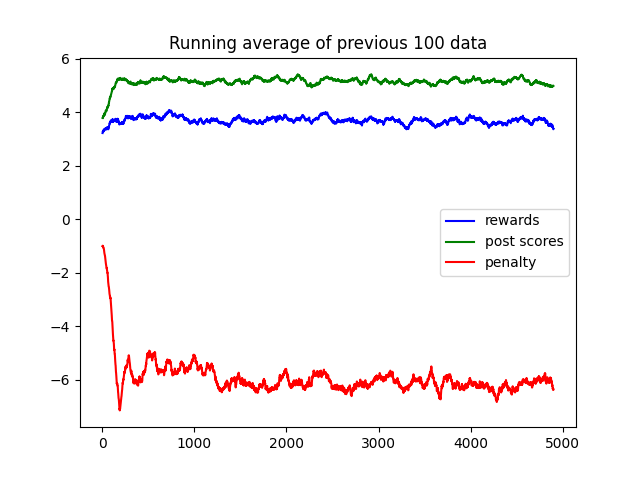 Running average of previous 100 data
6
4
2
0
−2
−4
−6
rewards
post scores
penalty
0 1000 2000 3000 4000 5000